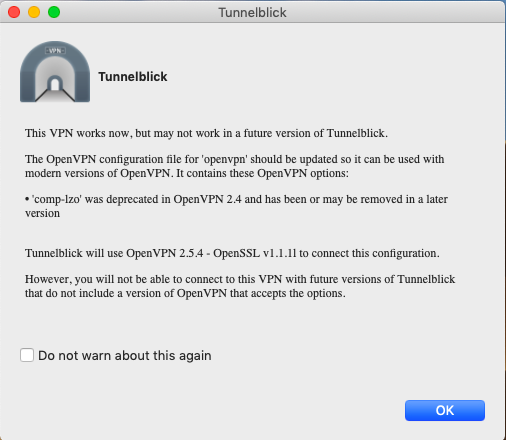 Tunnelblick
VPN
Tunnelblick
This VPN works now, but may not work in a future version of Tunnelblick.
The OpenVPN configuration file for 'openvpn' should be updated so it can be used with
modern versions of OpenVPN. It contains these OpenVPN options:
• 'comp-lzo' was deprecated in OpenVPN 2.4 and has been or may be removed in a later
version
Tunnelblick will use OpenVPN 2.5.4 - OpenSSL v1.1.1l to connect this configuration.
However, you will not be able to connect to this VPN with future versions of Tunnelblick
that do not include a version of OpenVPN that accepts the options.
Do not warn about this again
OK